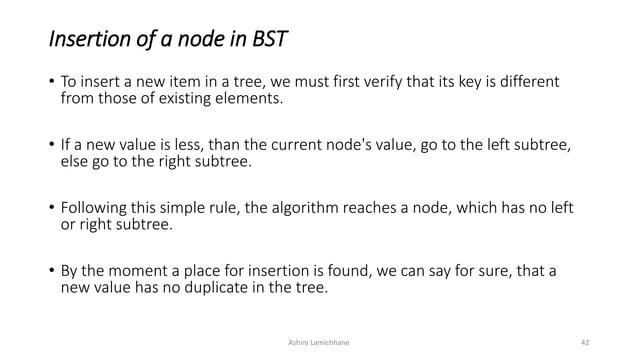 Insertion of a node in BST
• To insert a new item in a tree, we must first verify that its key is different
from those of existing elements.
• If a new value is less, than the current node's value, go to the left subtree,
else go to the right subtree.
• Following this simple rule, the algorithm reaches a node, which has no left
or right subtree.
• By the moment a place for insertion is found, we can say for sure, that a
new value has no duplicate in the tree.
Ashim Lamichhane
42